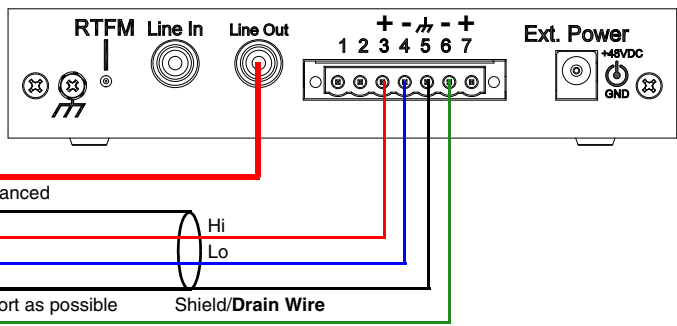 RTFM Line In Line Out + - - + Ext. Power
1 2 3 4 5 6 7 +48VDC
GND
anced
Hi
Lo
ort as possible Shield/Drain Wire